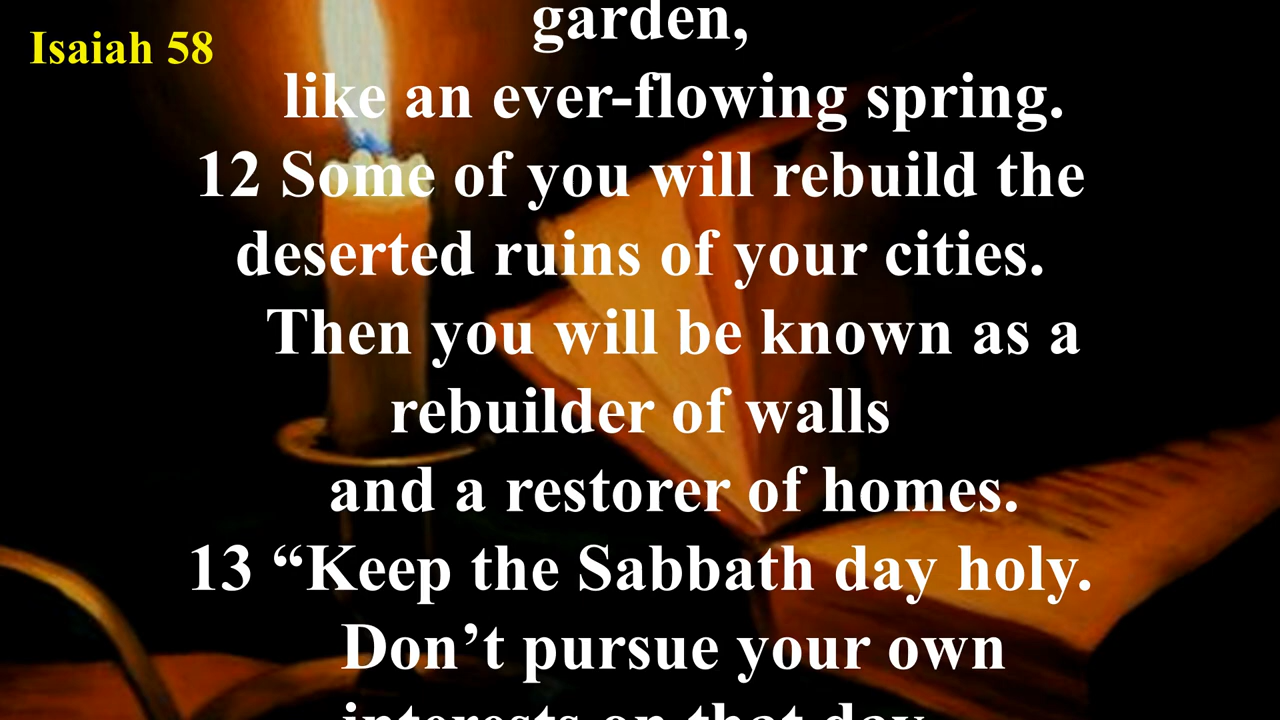 Isaiah 58
garden,
like an ever-flowing spring.
12 Some of you will rebuild the
deserted ruins of your cities.
Then you will be known as a
rebuilder of walls
and a restorer of homes.
13 “Keep the Sabbath day holy.
Don’t pursue your own
interests on that day